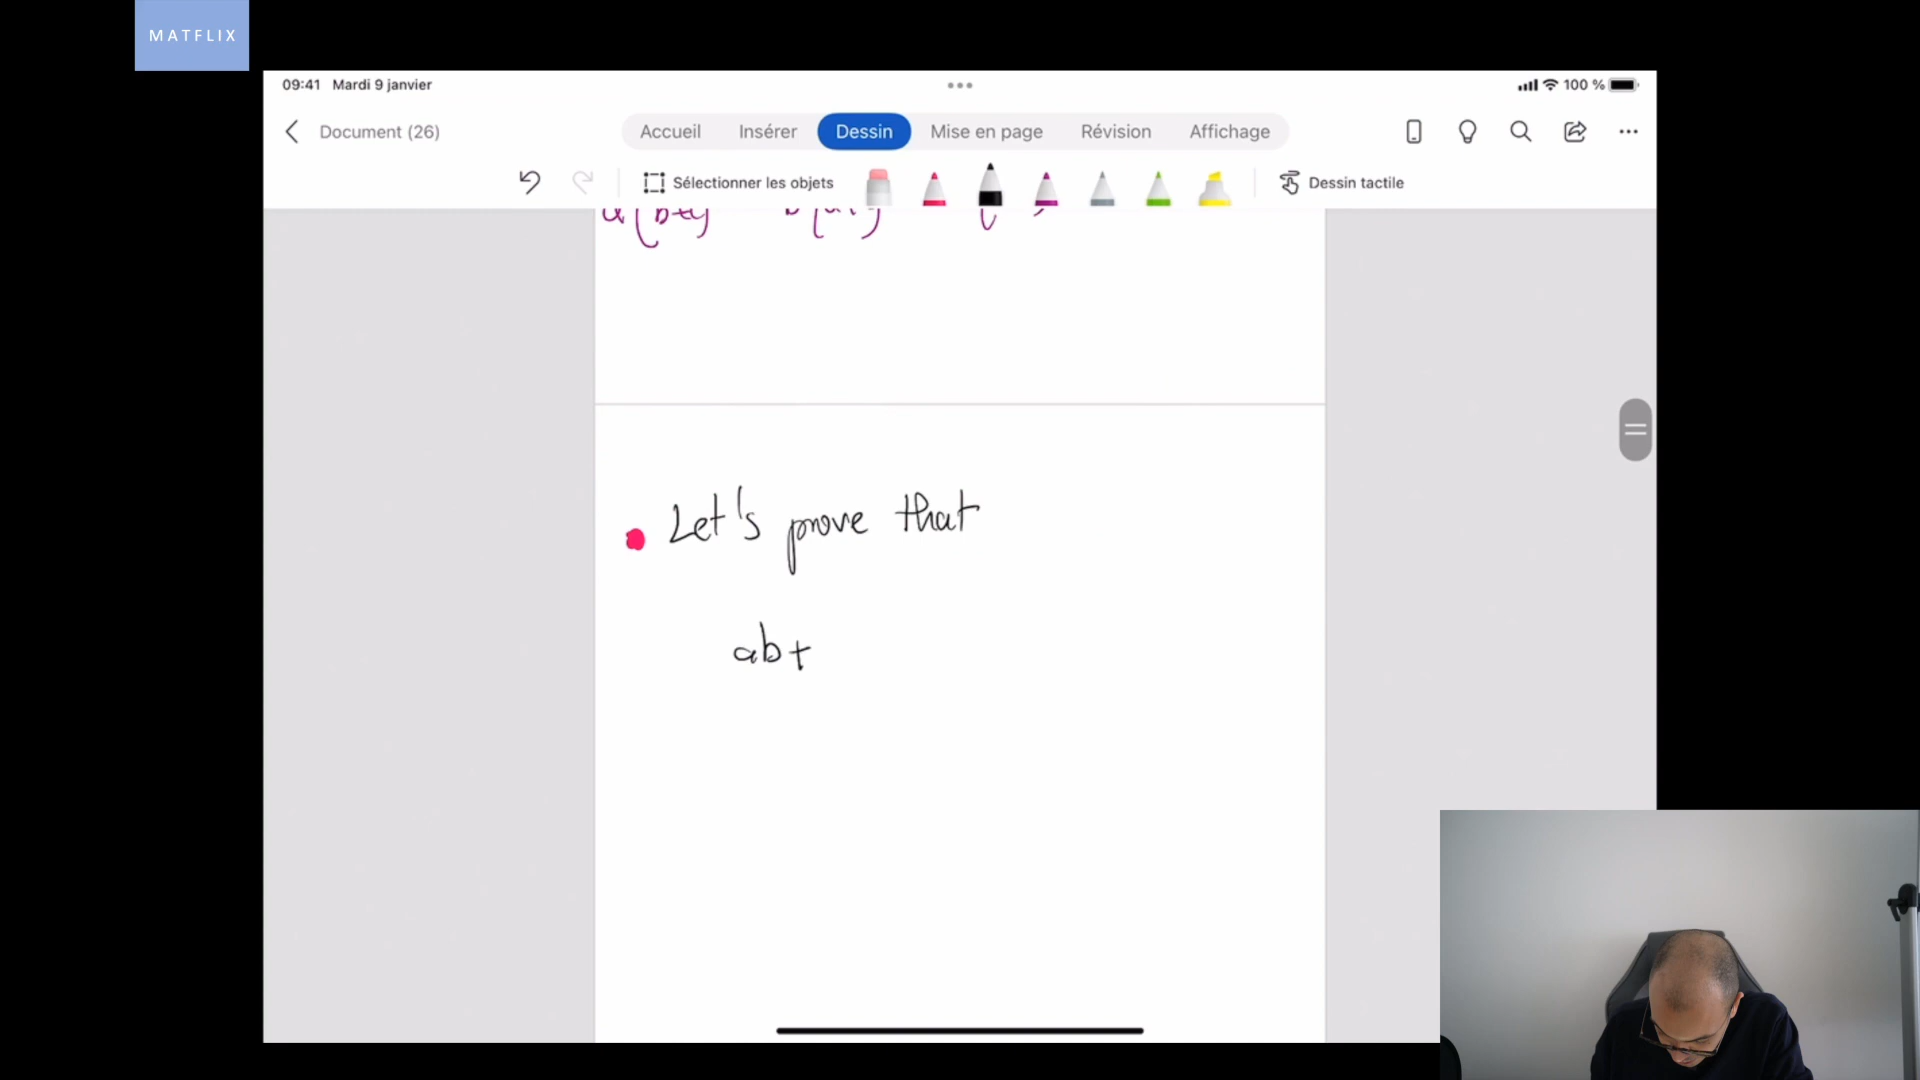 MATFLIX
09:41 Mardi 9 janvier
100 %
Document (26)
Accueil Insérer Dessin Mise en page Révision Affichage
Sélectionner les objets
Dessin tactile
Let's prove that
ab+